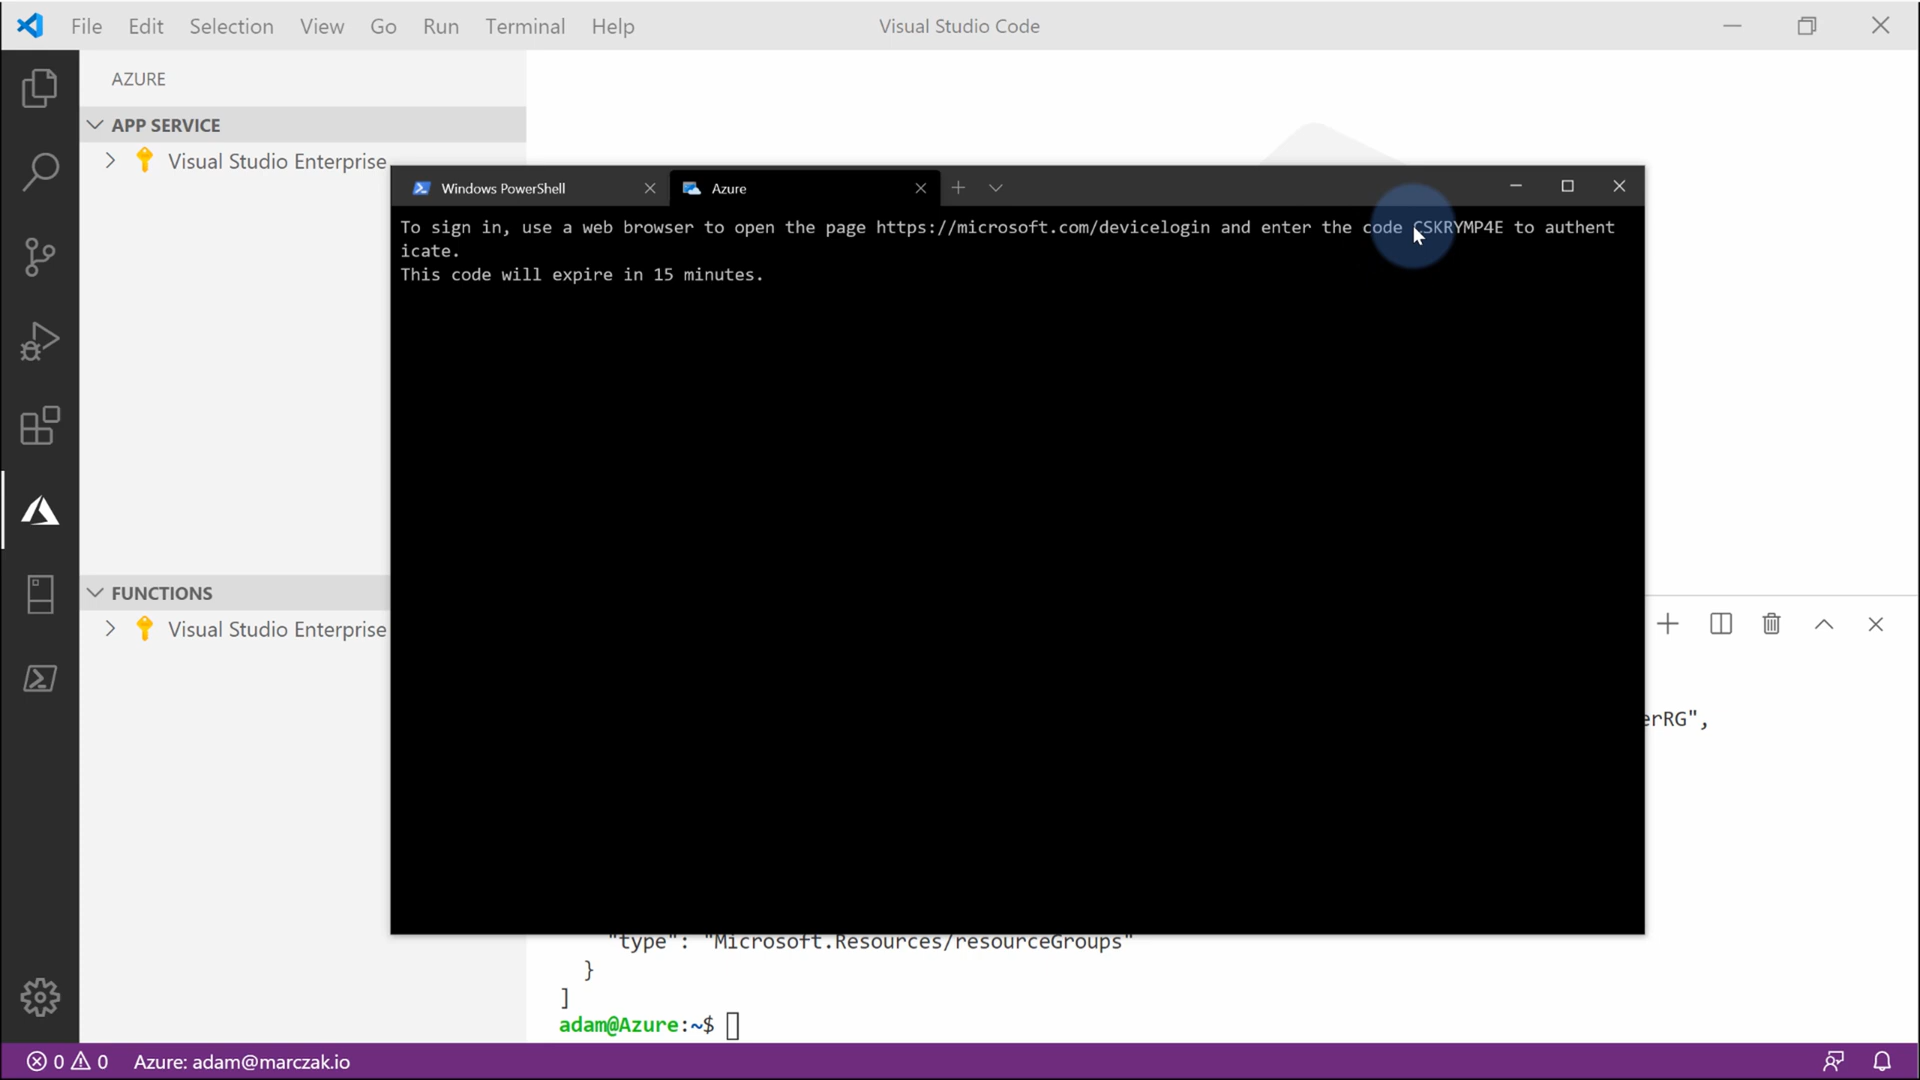 File Edit Selection View Go Run Terminal Help
Visual Studio Code
AZURE
APP SERVICE
Visual Studio Enterprise
Windows PowerShell
Azure
To sign in, use a web browser to open the page https://microsoft.com/devicelogin and enter the code CSKRYMP4E to authent
icate.
This code will expire in 15 minutes.
FUNCTIONS
Visual Studio Enterprise
erRG",
"type": "Microsoft.Resources/resourceGroups"
}
]
adam@Azure:~$
0 0 Azure: adam@marczak.io